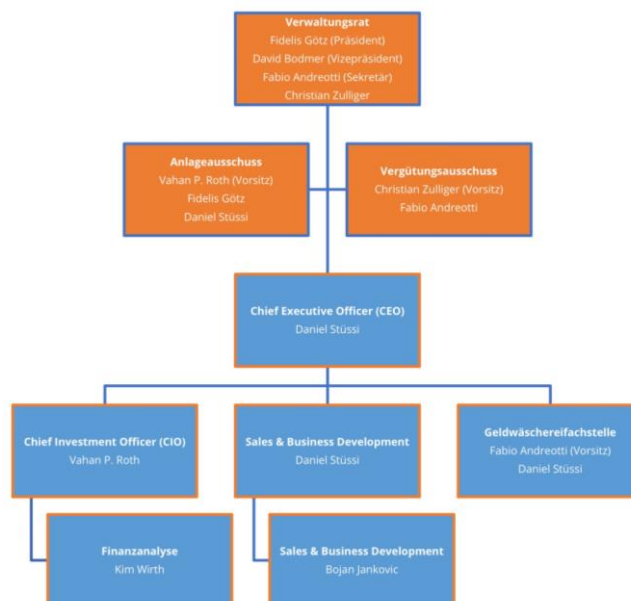 Verwaltungsrat
Fidelis Götz (Präsident)
David Bodmer (Vizepräsident)
Fabio Andreotti (Sekretär)
Christian Zulliger
Anlageausschuss
Vahan P. Roth (Vorsitz)
Fidelis Götz
Daniel Stüssi
Vergütungsausschuss
Christian Zulliger (Vorsitz)
Fabio Andreotti
Chief Executive Officer (CEO)
Daniel Stüssi
Chief Investment Officer (CIO)
Vahan P. Roth
Sales & Business Development
Daniel Stüssi
Geldwäschereifachstelle
Fabio Andreotti (Vorsitz)
Daniel Stüssi
Finanzanalyse
Kim Wirth
Sales & Business Development
Bojan Jankovic